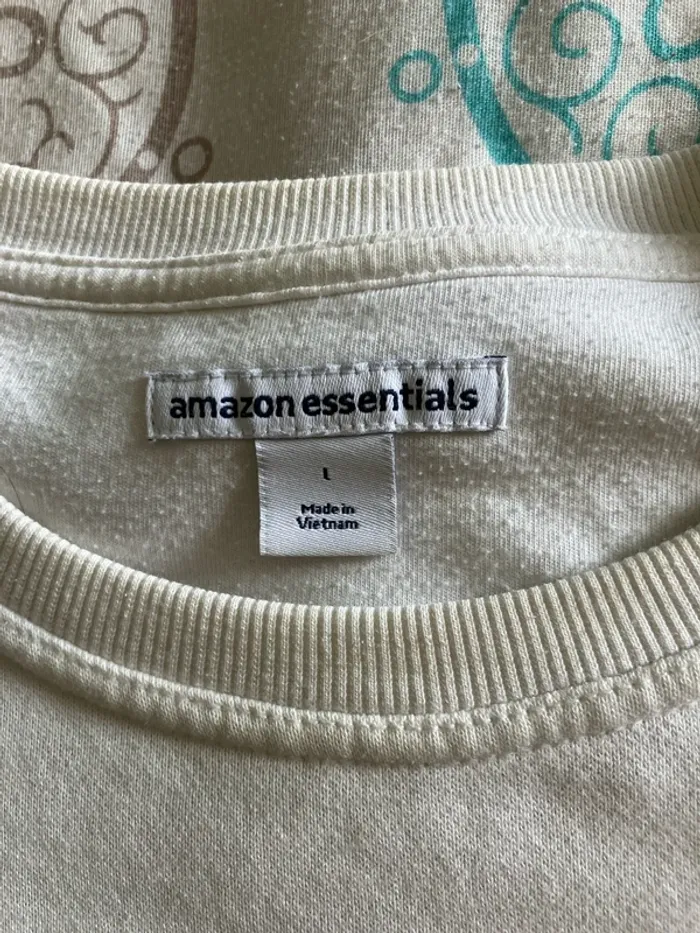 amazon essentials
L
Made in
Vietnam